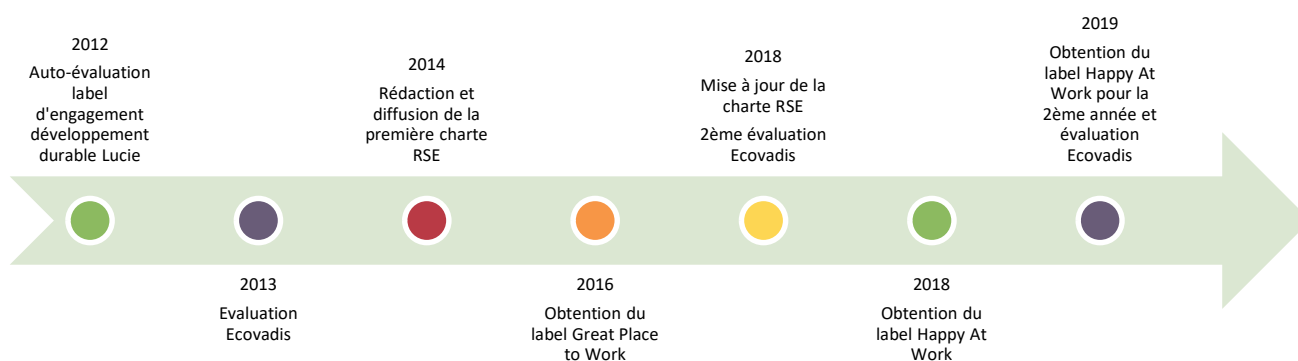 2012
Auto-évaluation
label
d'engagement
développement
durable Lucie
2013
Evaluation
Ecovadis
2014
Rédaction et
diffusion de la
première charte
RSE
2016
Obtention du
label Great Place
to Work
2018
Mise à jour de la
charte RSE
2ème évaluation
Ecovadis
2018
Obtention du
label Happy At
Work
2019
Obtention du
label Happy At
Work pour la
2ème année et
évaluation
Ecovadis